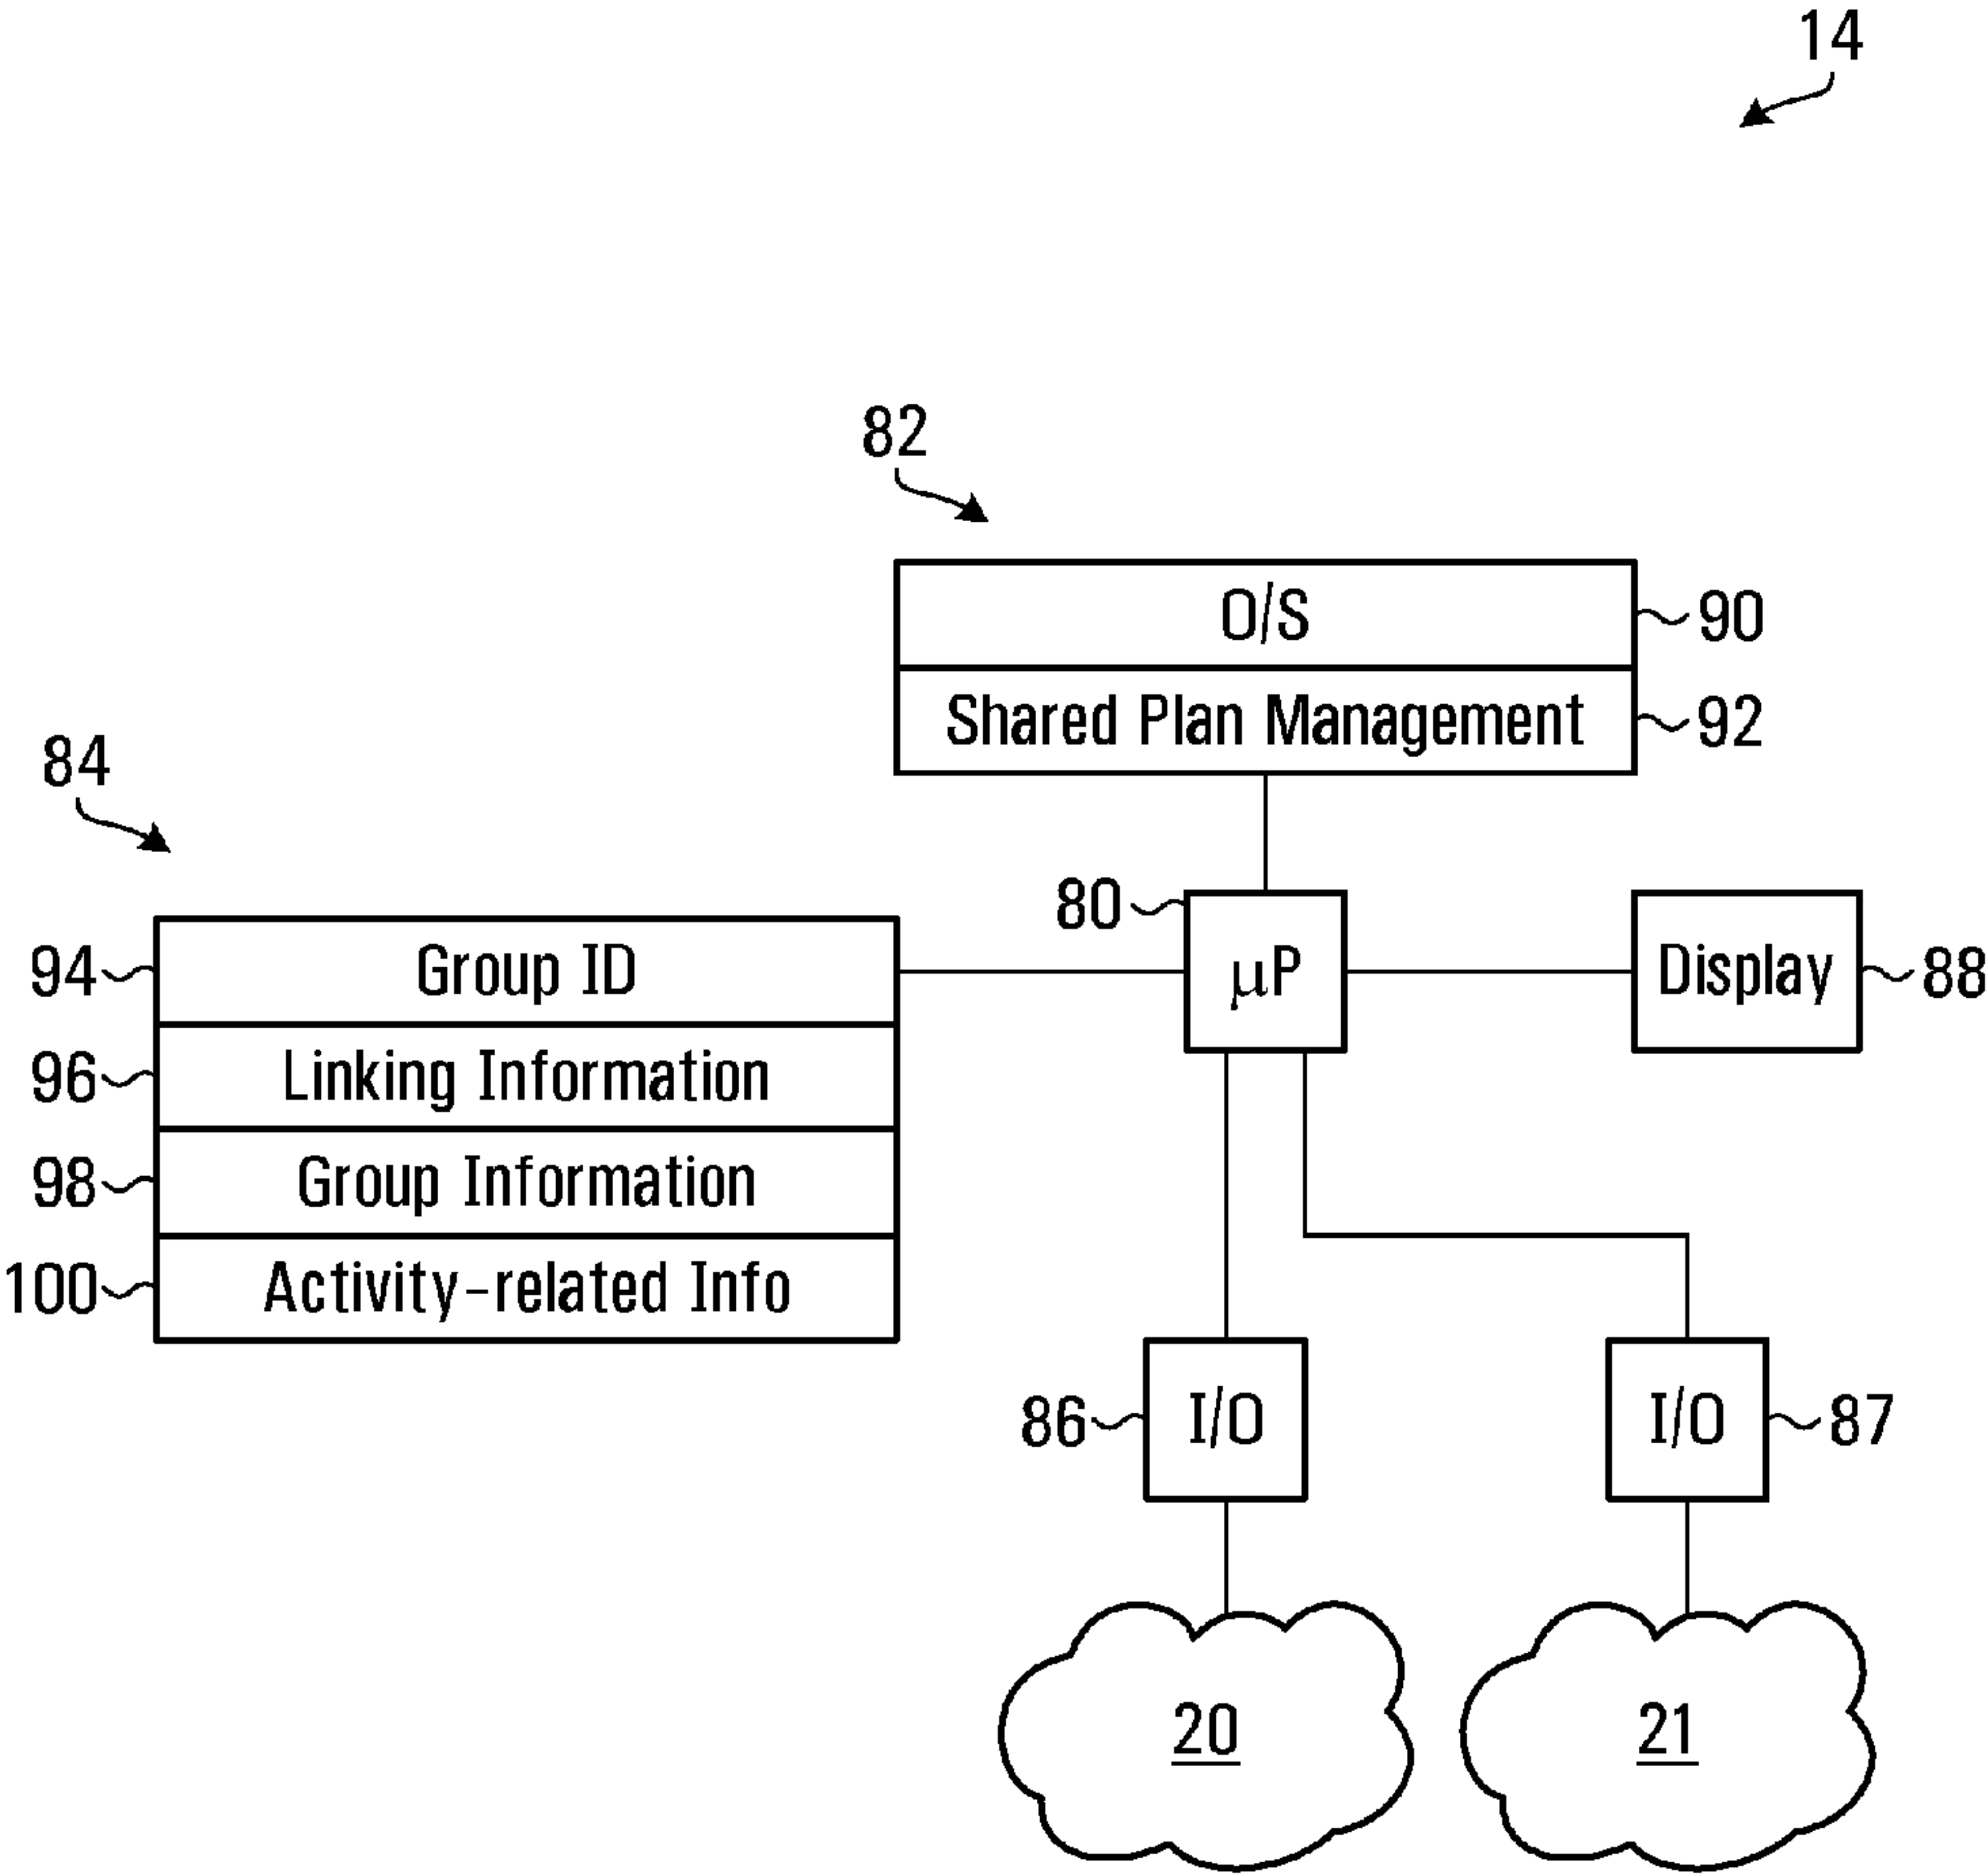 14
82
O/S
90
Shared Plan Management
92
84
80
94
Group ID
μP
Display
88
96
Linking Information
98
Group Information
100
Activity-related Info
86
I/O
I/O
87
20
21